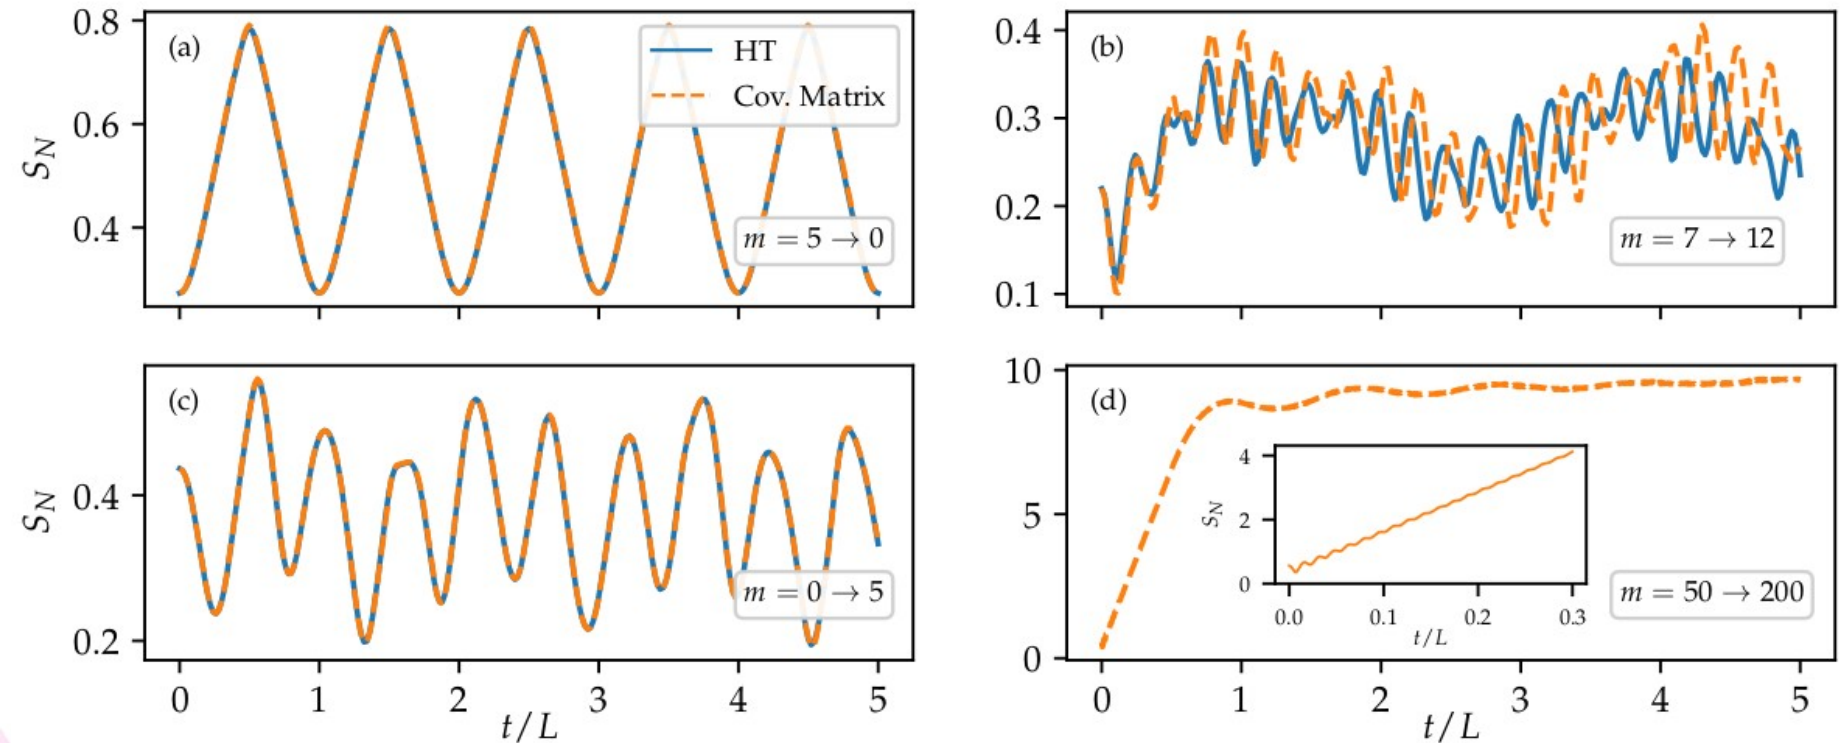 (a)
HT
Cov. Matrix
m = 5 → 0
S_N
0.8
0.6
0.4
(b)
m = 7 → 12
0.4
0.3
0.2
0.1
(c)
m = 0 → 5
S_N
0.4
0.2
0 1 2 3 4 5
t/L
(d)
m = 50 → 200
10
5
0
S_N
4
2
0
0.0 0.1 0.2 0.3
t/L
0 1 2 3 4 5
t/L